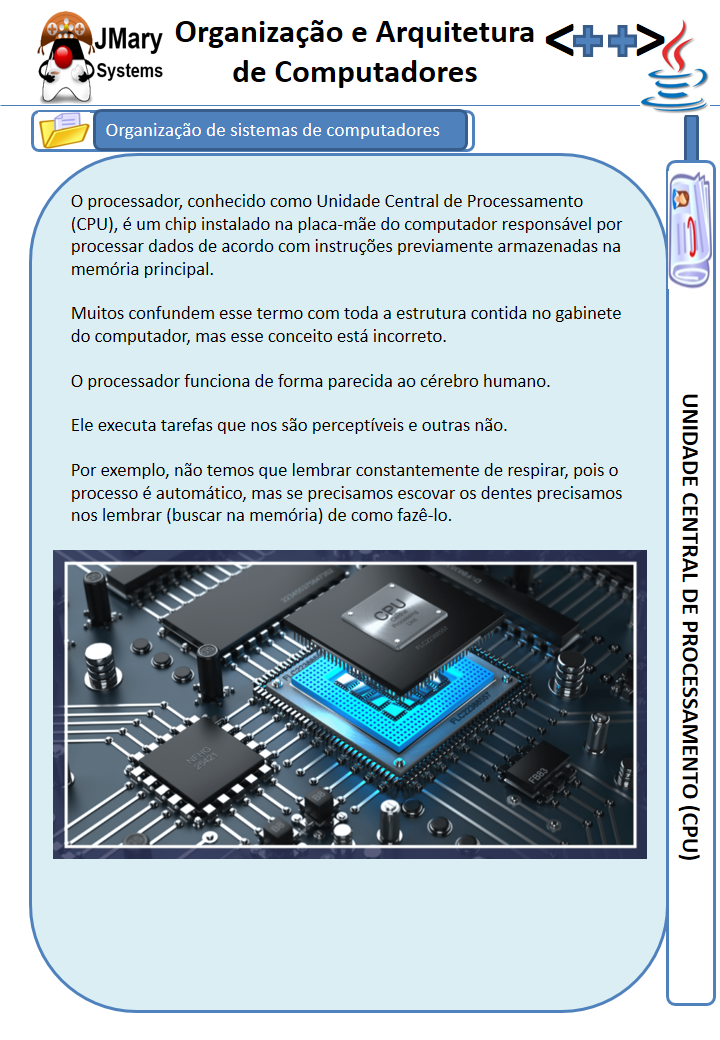 JMary
Systems
Organização e Arquitetura
de Computadores
<++>
Organização de sistemas de computadores
O processador, conhecido como Unidade Central de Processamento
(CPU), é um chip instalado na placa-mãe do computador responsável por
processar dados de acordo com instruções previamente armazenadas na
memória principal.
Muitos confundem esse termo com toda a estrutura contida no gabinete
do computador, mas esse conceito está incorreto.
O processador funciona de forma parecida ao cérebro humano.
Ele executa tarefas que nos são perceptíveis e outras não.
Por exemplo, não temos que lembrar constantemente de respirar, pois o
processo é automático, mas se precisamos escovar os dentes precisamos
nos lembrar (buscar na memória) de como fazê-lo.
CPU
Central
Processing
Unit
FB83
UNIDADE CENTRAL DE PROCESSAMENTO (CPU)